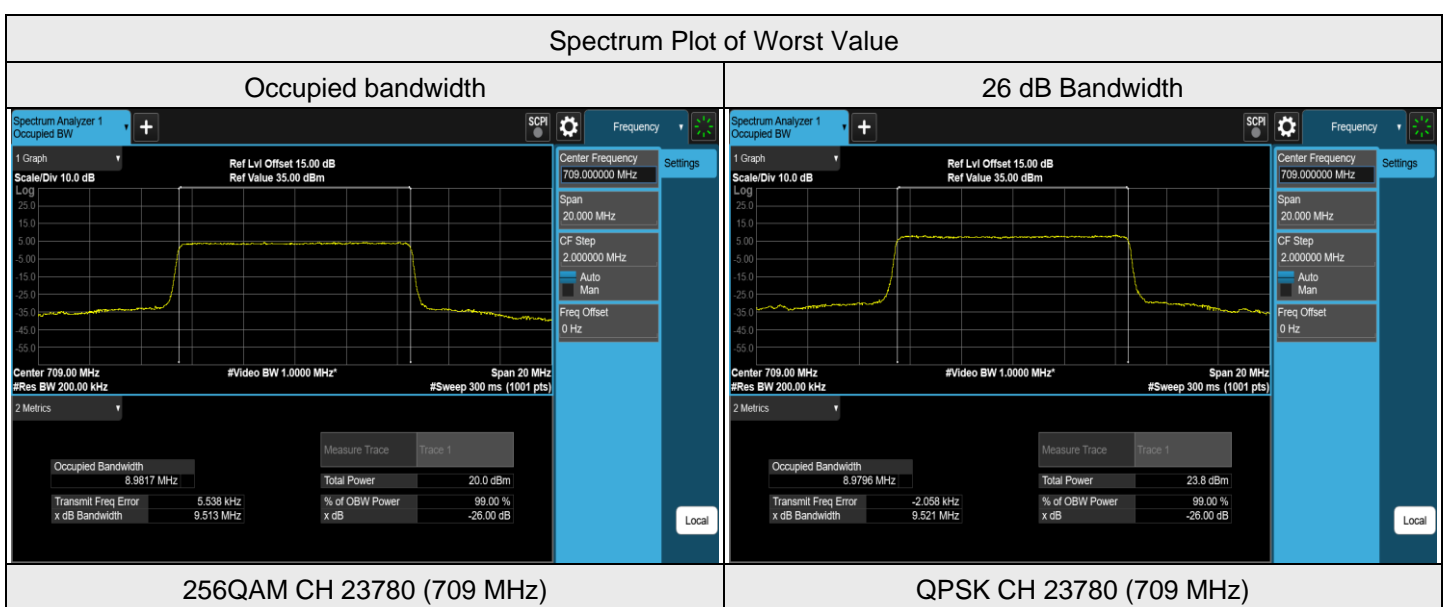 Spectrum Plot of Worst Value
Occupied bandwidth
26 dB Bandwidth
Spectrum Analyzer 1
Occupied BW
+
SCPI
Frequency
1 Graph
Scale/Div 10.0 dB
Ref Lvl Offset 15.00 dB
Ref Value 35.00 dBm
Log
25.0
15.0
5.00
-5.00
-15.0
-25.0
-35.0
-45.0
-55.0
Center 709.00 MHz
#Res BW 200.00 kHz
#Video BW 1.0000 MHz*
Span 20 MHz
#Sweep 300 ms (1001 pts)
Center Frequency
709.000000 MHz
Settings
Span
20.000 MHz
CF Step
2.000000 MHz
Auto
Man
Freq Offset
0 Hz
2 Metrics
Measure Trace Trace 1
Occupied Bandwidth
8.9817 MHz
Total Power 20.0 dBm
Transmit Freq Error 5.538 kHz
% of OBW Power 99.00 %
x dB Bandwidth 9.513 MHz
x dB -26.00 dB
Local
Spectrum Analyzer 1
Occupied BW
+
SCPI
Frequency
1 Graph
Scale/Div 10.0 dB
Ref Lvl Offset 15.00 dB
Ref Value 35.00 dBm
Log
25.0
15.0
5.00
-5.00
-15.0
-25.0
-35.0
-45.0
-55.0
Center 709.00 MHz
#Res BW 200.00 kHz
#Video BW 1.0000 MHz*
Span 20 MHz
#Sweep 300 ms (1001 pts)
Center Frequency
709.000000 MHz
Settings
Span
20.000 MHz
CF Step
2.000000 MHz
Auto
Man
Freq Offset
0 Hz
2 Metrics
Measure Trace Trace 1
Occupied Bandwidth
8.9796 MHz
Total Power 23.8 dBm
Transmit Freq Error -2.058 kHz
% of OBW Power 99.00 %
x dB Bandwidth 9.521 MHz
x dB -26.00 dB
Local
256QAM CH 23780 (709 MHz)
QPSK CH 23780 (709 MHz)